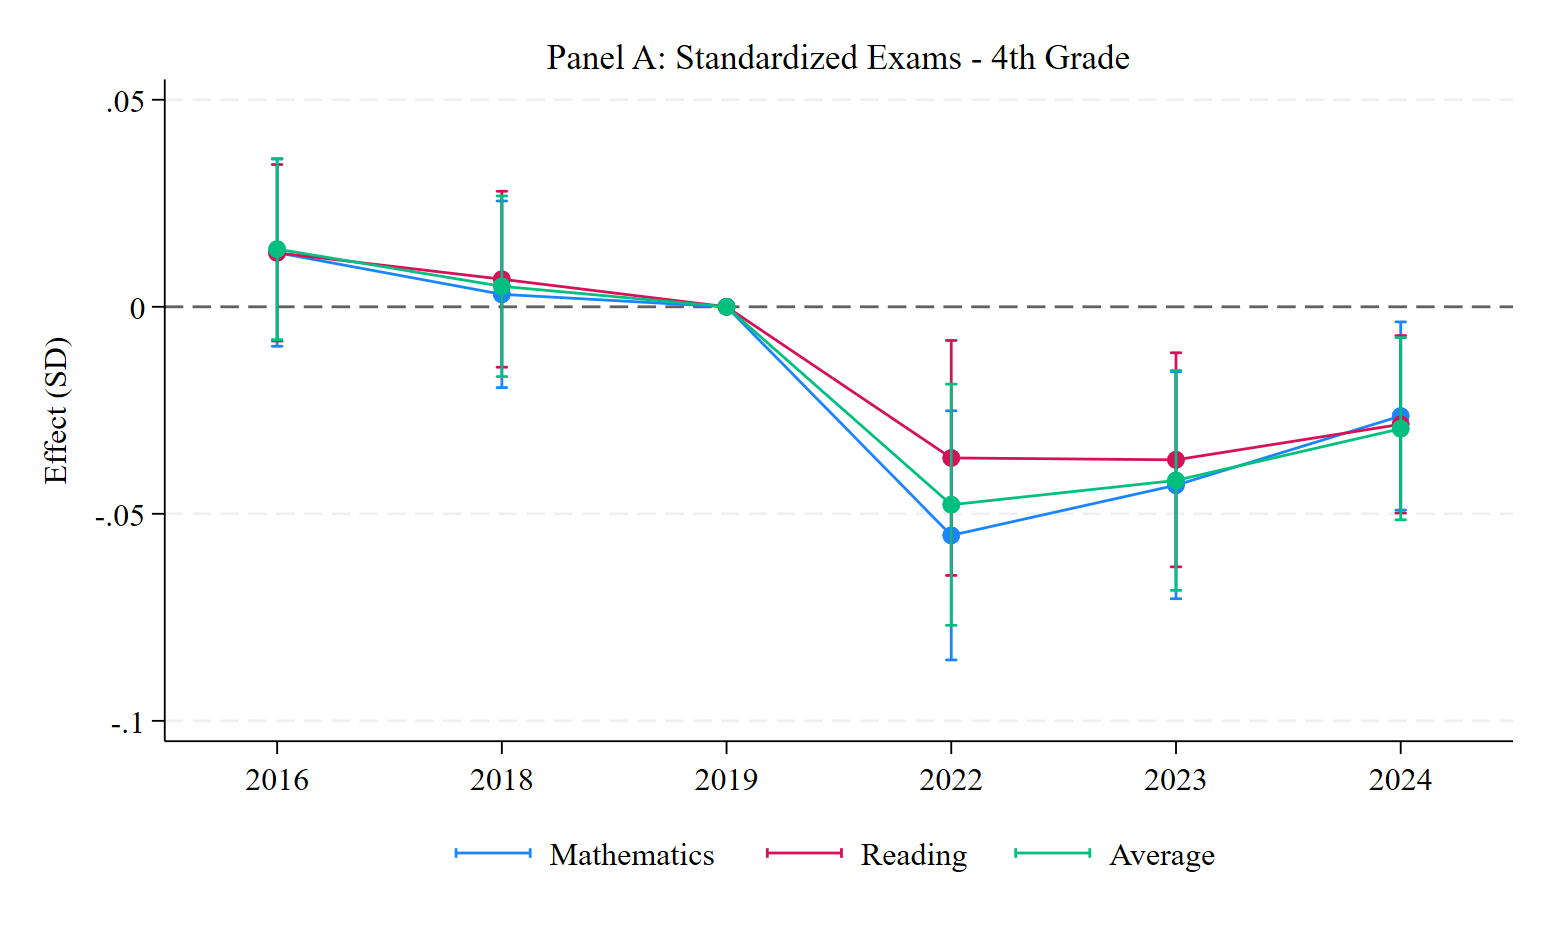 Panel A: Standardized Exams - 4th Grade
.05
0
-.05
-.1
Effect (SD)
2016 2018 2019 2022 2023 2024
Mathematics Reading Average